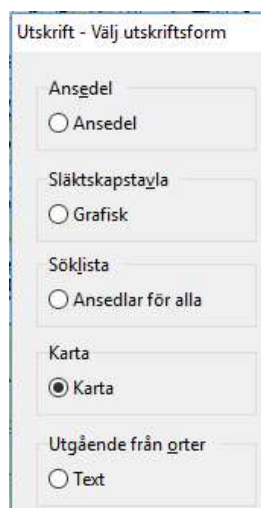 Utskrift - Välj utskriftsform
Ansedel
Ansedel
Släktskapstavla
Grafisk
Söklista
Ansedlar för alla
Karta
Karta
Utgående från orter
Text